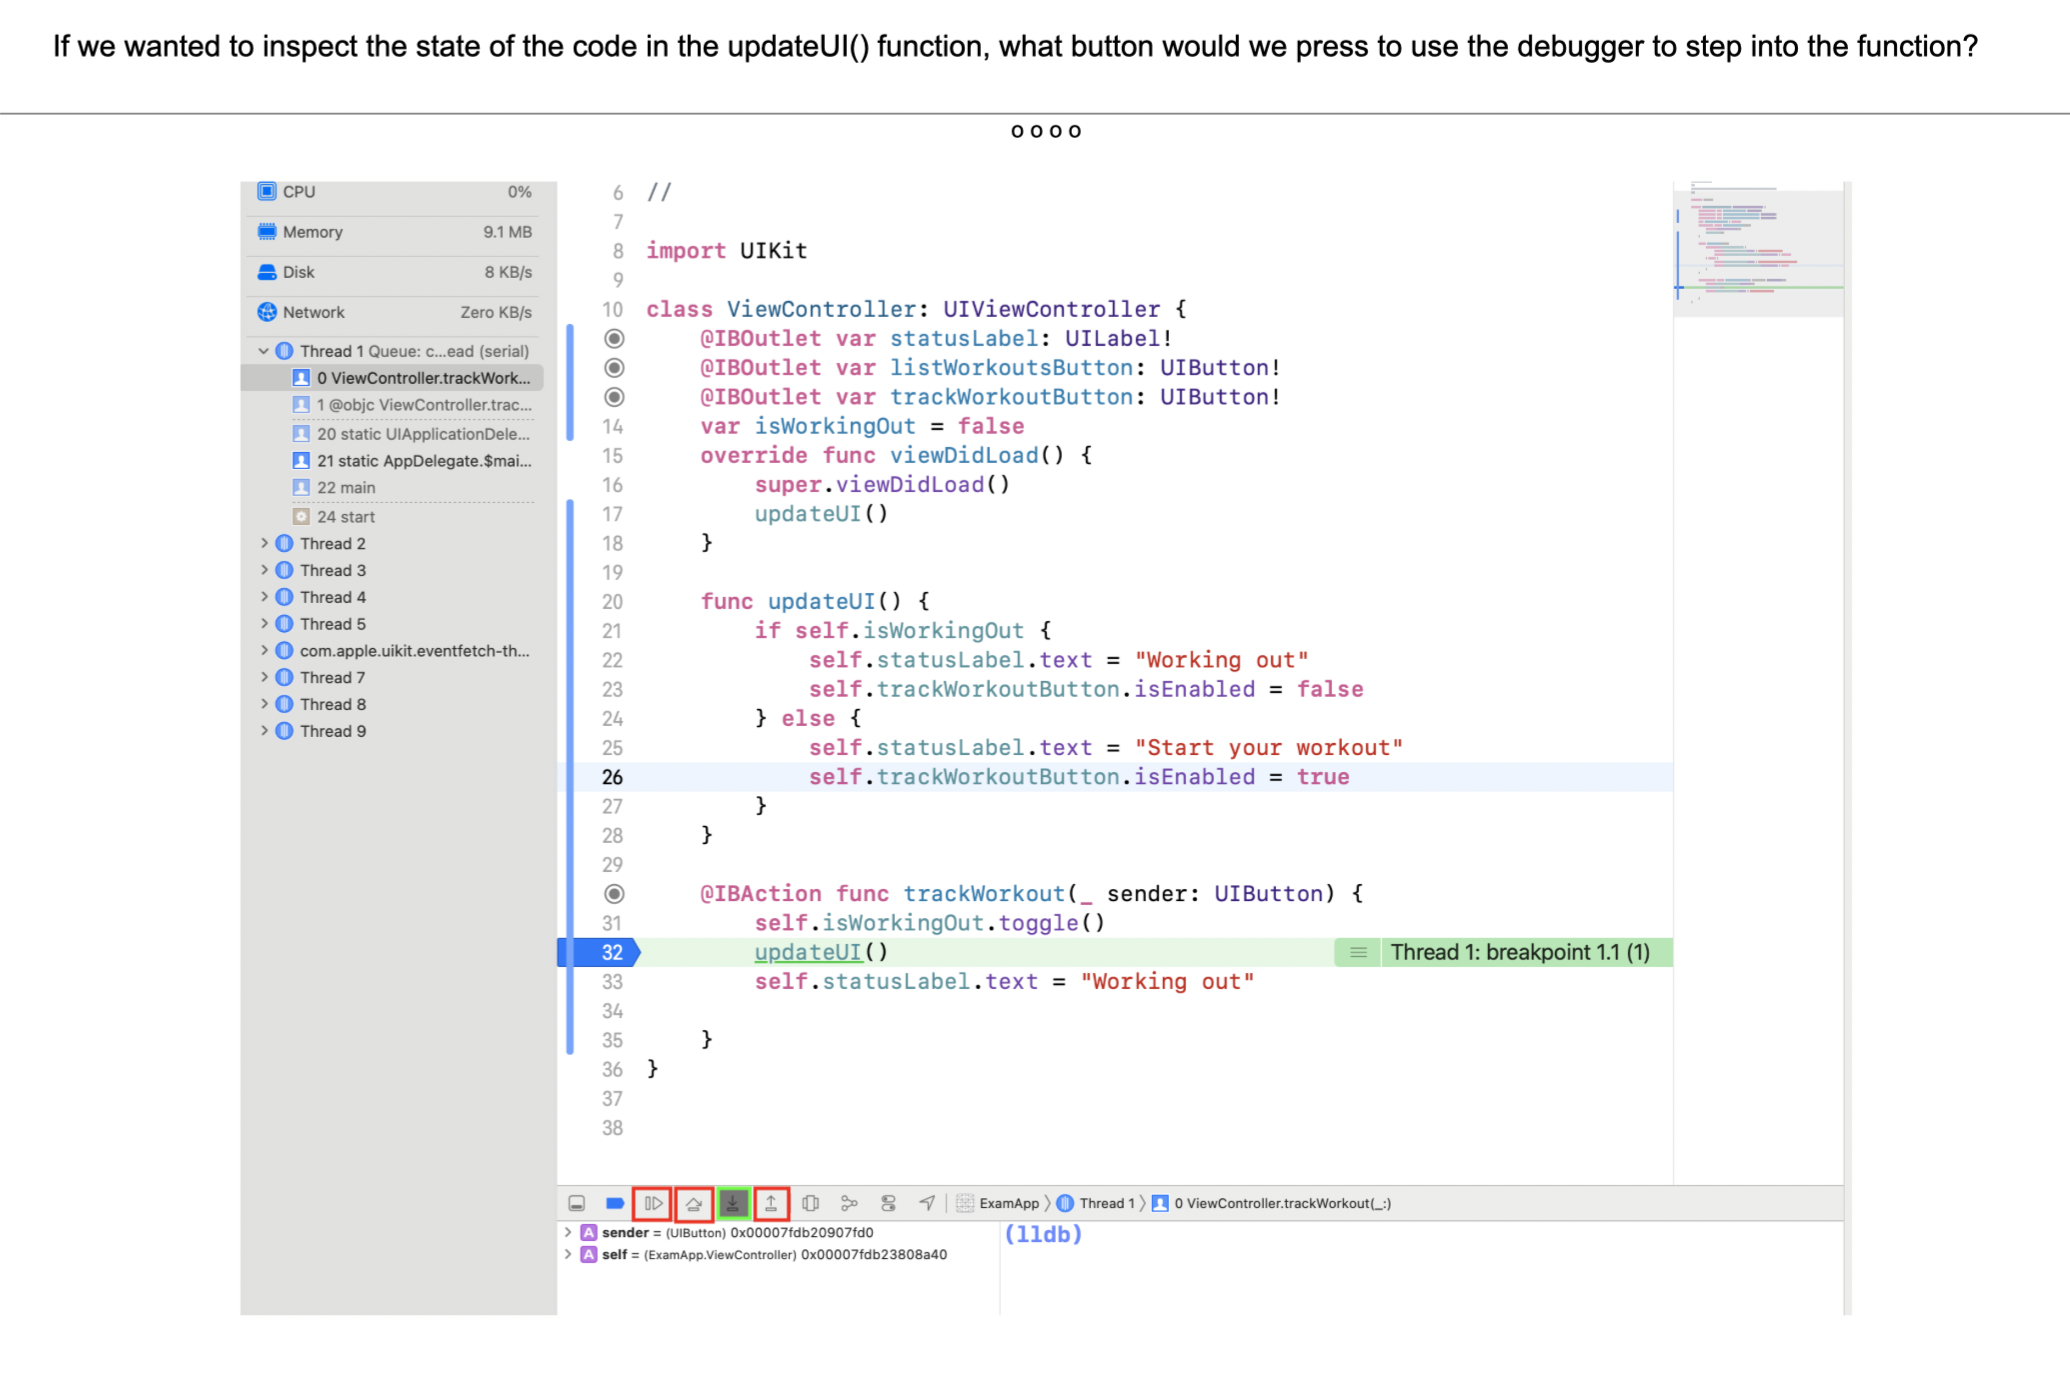 If we wanted to inspect the state of the code in the updateUI() function, what button would we press to use the debugger to step into the function?
CPU 0%
Memory 9.1 MB
Disk 8 KB/s
Network Zero KB/s
Thread 1 Queue: c...ead (serial)
0 ViewController.trackWork...
1 @objc ViewController.trac...
20 static UIApplicationDele...
21 static AppDelegate.$mai...
22 main
24 start
Thread 2
Thread 3
Thread 4
Thread 5
com.apple.uikit.eventfetch-th...
Thread 7
Thread 8
Thread 9
6 //
7
8 import UIKit
9
10 class ViewController: UIViewController {
@IBOutlet var statusLabel: UILabel!
@IBOutlet var listWorkoutsButton: UIButton!
@IBOutlet var trackWorkoutButton: UIButton!
14 var isWorkingOut = false
15 override func viewDidLoad() {
16 super.viewDidLoad()
17 updateUI()
18 }
19
20 func updateUI() {
21 if self.isWorkingOut {
22 self.statusLabel.text = "Working out"
23 self.trackWorkoutButton.isEnabled = false
24 } else {
25 self.statusLabel.text = "Start your workout"
26 self.trackWorkoutButton.isEnabled = true
27 }
28 }
29
@IBAction func trackWorkout(_ sender: UIButton) {
31 self.isWorkingOut.toggle()
32 updateUI() Thread 1: breakpoint 1.1 (1)
33 self.statusLabel.text = "Working out"
34
35 }
36 }
37
38
ExamApp Thread 1 0 ViewController.trackWorkout(_:)
A sender = (UIButton) 0x00007fdb20907fd0
A self = (ExamApp.ViewController) 0x00007fdb23808a40
(lldb)